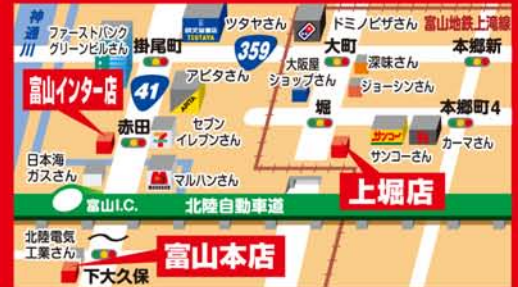 神通川
ファーストバンク
グリーンビルさん
掛尾町
ツタヤさん
明文堂書店
TSUTAYA
359
ドミノピザさん
富山地鉄上滝線
大町
本郷新
大阪屋
ショップさん
深味さん
ジョーシンさん
富山インター店
41
アピタさん
APITA
赤田
セブン
イレブンさん
堀
本郷町4
サンコー
サンコーさん
カーマさん
日本海
ガスさん
マルハンさん
上堀店
富山I.C.
北陸自動車道
北陸電気
工業さん
富山本店
下大久保